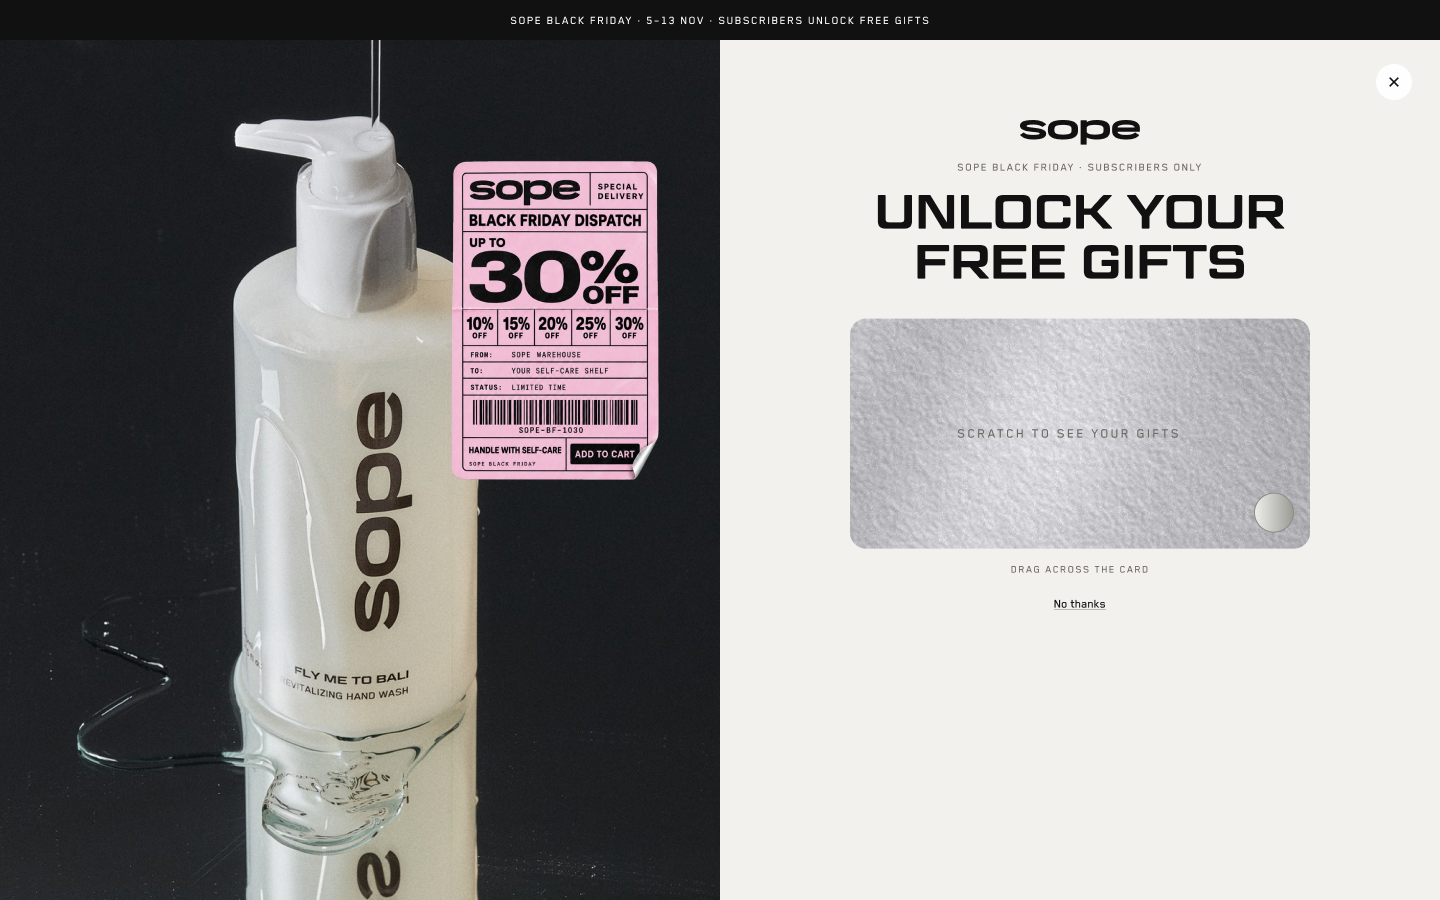 SOPE BLACK FRIDAY · 5–13 NOV · SUBSCRIBERS UNLOCK FREE GIFTS
sope
SPECIAL
DELIVERY
BLACK FRIDAY DISPATCH
UP TO
30%
OFF
10% 15% 20% 25% 30%
OFF OFF OFF OFF OFF
FROM: SOPE WAREHOUSE
TO: YOUR SELF-CARE SHELF
STATUS: LIMITED TIME
SOPE-BF-1030
HANDLE WITH SELF-CARE
SOPE BLACK FRIDAY
ADD TO CART
sope
FLY ME TO BALI
REVITALIZING HAND WASH
sope
SOPE BLACK FRIDAY · SUBSCRIBERS ONLY
UNLOCK YOUR
FREE GIFTS
SCRATCH TO SEE YOUR GIFTS
DRAG ACROSS THE CARD
No thanks